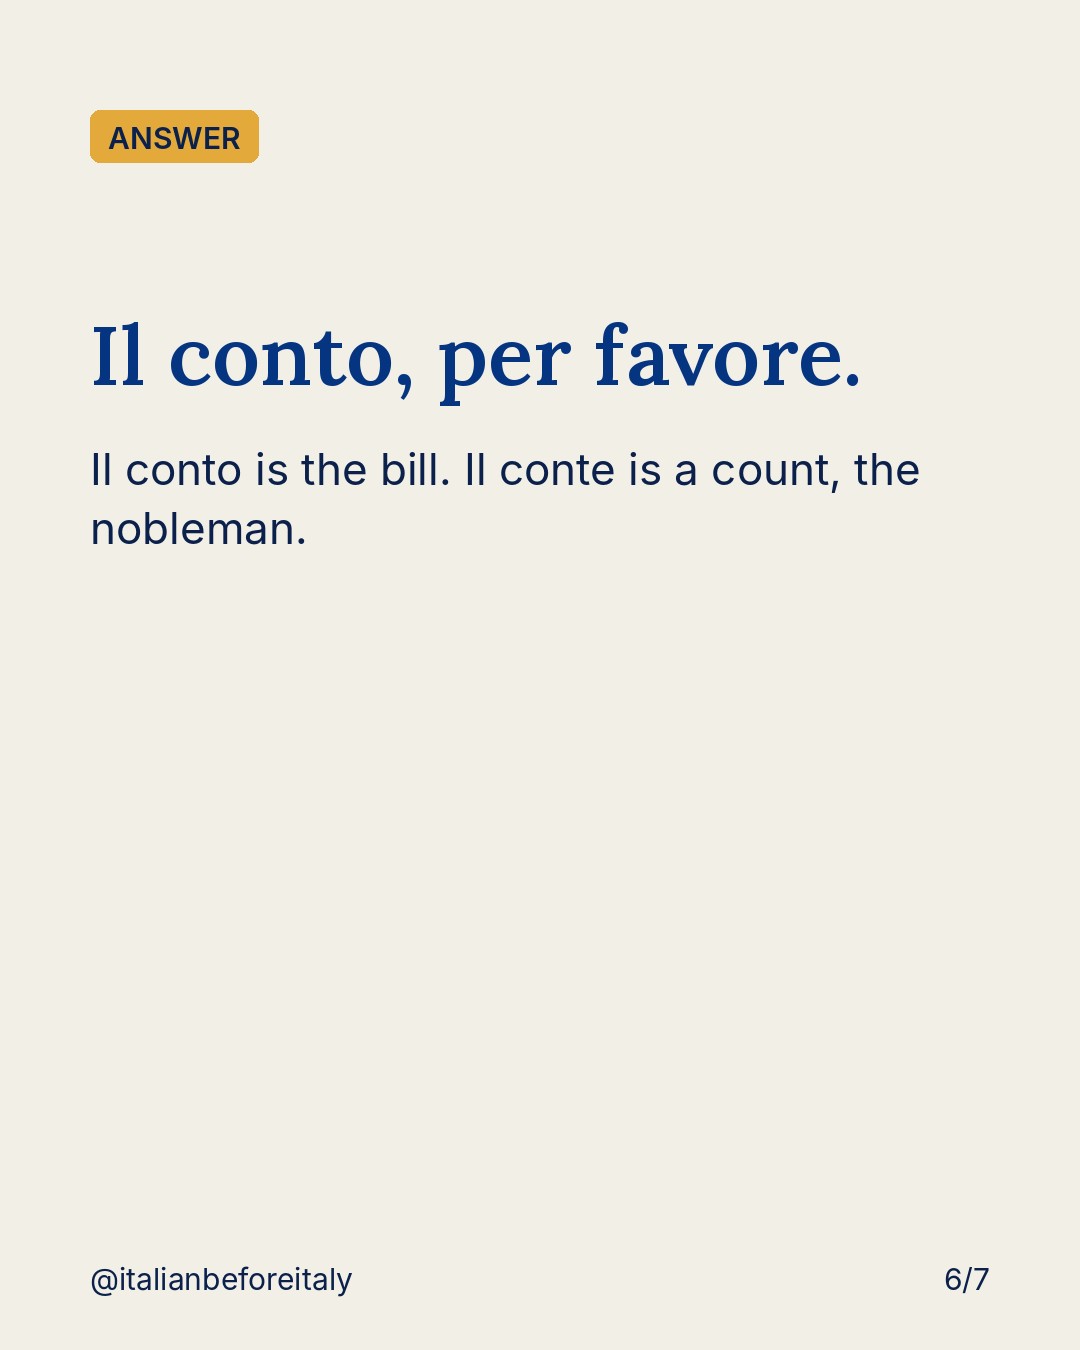 ANSWER
Il conto, per favore.
Il conto is the bill. Il conte is a count, the
nobleman.
@italianbeforeitaly
6/7